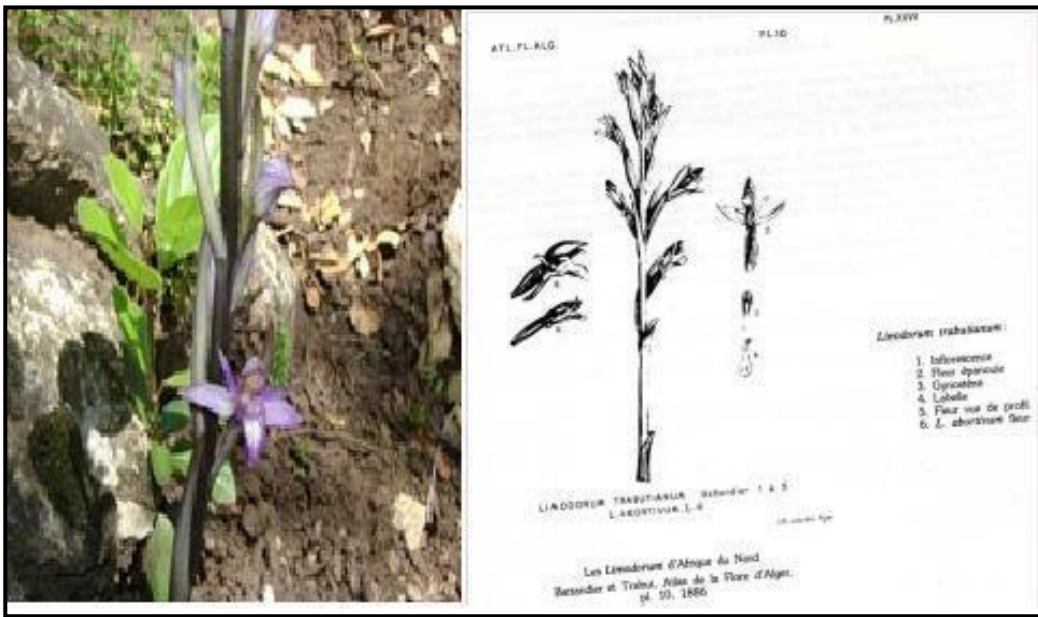 PL.XXVII
ATL.FL.ALG.
PL.10
Limodorum trabutianum:
1. Inflorescence
2. Fleur épanouie
3. Gynostème
4. Labelle
5. Fleur vue de profil
6. L. abortivum fleur
LIMODORUM TRABUTIANUM Battandier 1 à 5
L.ABORTIVUM.L.6
Les Limodorum d'Afrique du Nord.
Battandier et Trabut, Atlas de la Flore d'Alger,
pl. 10, 1886